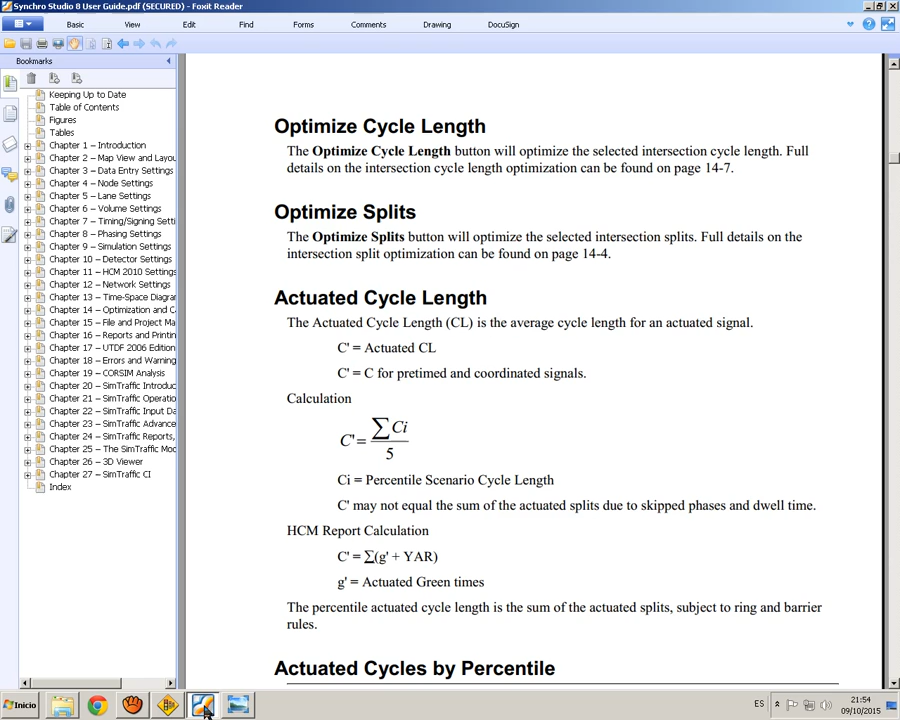 Synchro Studio 8 User Guide.pdf (SECURED) - Foxit Reader
Basic View Edit Find Forms Comments Drawing DocuSign
Bookmarks
Keeping Up to Date
Table of Contents
Figures
Tables
Chapter 1 – Introduction
Chapter 2 – Map View and Layou
Chapter 3 – Data Entry Settings
Chapter 4 – Node Settings
Chapter 5 – Lane Settings
Chapter 6 – Volume Settings
Chapter 7 – Timing/Signing Setti
Chapter 8 – Phasing Settings
Chapter 9 – Simulation Settings
Chapter 10 – Detector Settings
Chapter 11 – HCM 2010 Settings
Chapter 12 – Network Settings
Chapter 13 – Time-Space Diagrar
Chapter 14 – Optimization and C
Chapter 15 – File and Project Ma
Chapter 16 – Reports and Printin
Chapter 17 – UTDF 2006 Edition
Chapter 18 – Errors and Warning
Chapter 19 – CORSIM Analysis
Chapter 20 – SimTraffic Introduc
Chapter 21 – SimTraffic Operatio
Chapter 22 – SimTraffic Input Da
Chapter 23 – SimTraffic Advance
Chapter 24 – SimTraffic Reports,
Chapter 25 – The SimTraffic Moc
Chapter 26 – 3D Viewer
Chapter 27 – SimTraffic CI
Index
Optimize Cycle Length
The Optimize Cycle Length button will optimize the selected intersection cycle length. Full
details on the intersection cycle length optimization can be found on page 14-7.
Optimize Splits
The Optimize Splits button will optimize the selected intersection splits. Full details on the
intersection split optimization can be found on page 14-4.
Actuated Cycle Length
The Actuated Cycle Length (CL) is the average cycle length for an actuated signal.
C' = Actuated CL
C' = C for pretimed and coordinated signals.
Calculation
C' = ∑Ci / 5
Ci = Percentile Scenario Cycle Length
C' may not equal the sum of the actuated splits due to skipped phases and dwell time.
HCM Report Calculation
C' = ∑(g' + YAR)
g' = Actuated Green times
The percentile actuated cycle length is the sum of the actuated splits, subject to ring and barrier
rules.
Actuated Cycles by Percentile
Inicio
ES
21:54
09/10/2015